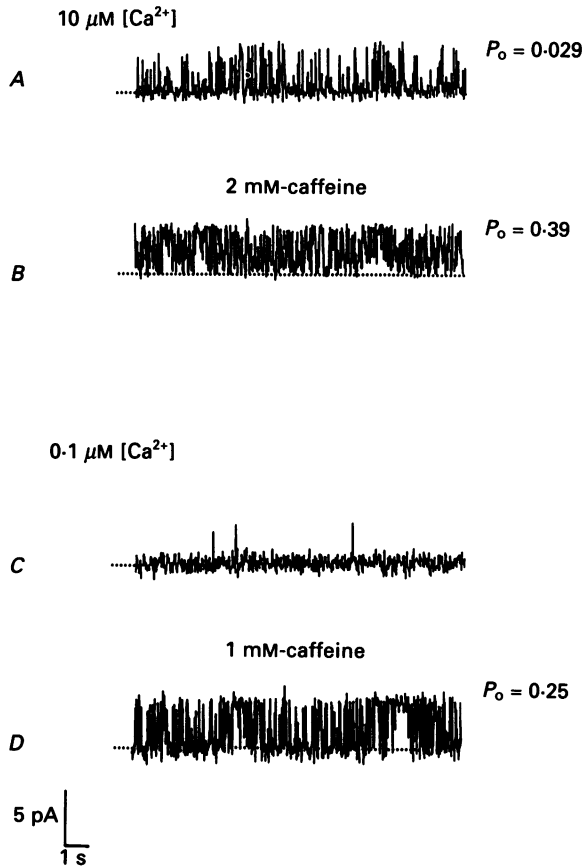 10 μM [Ca²⁺]
Pₒ = 0·029
A
2 mM-caffeine
Pₒ = 0·39
B
0·1 μM [Ca²⁺]
C
1 mM-caffeine
Pₒ = 0·25
D
5 pA
1 s